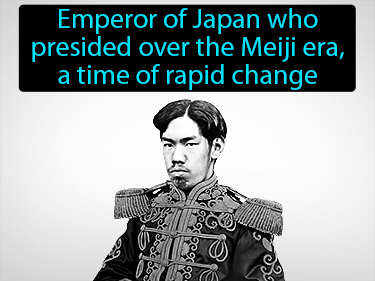 Emperor of Japan who
presided over the Meiji era,
a time of rapid change